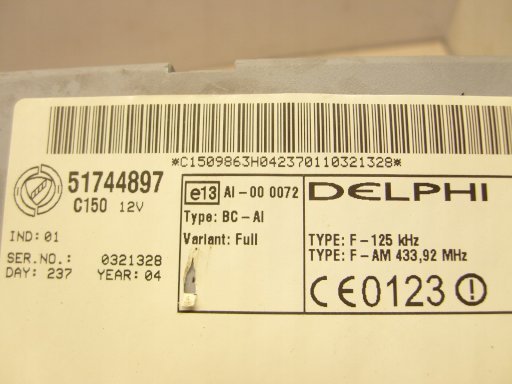 *C1509863H042370110321328*
51744897
C150 12V
IND: 01
SER.NO.: 0321328
DAY: 237 YEAR: 04
e13 AI-00 0072
Type: BC-AI
Variant: Full
DELPHI
TYPE: F-125 kHz
TYPE: F-AM 433,92 MHz
CE0123